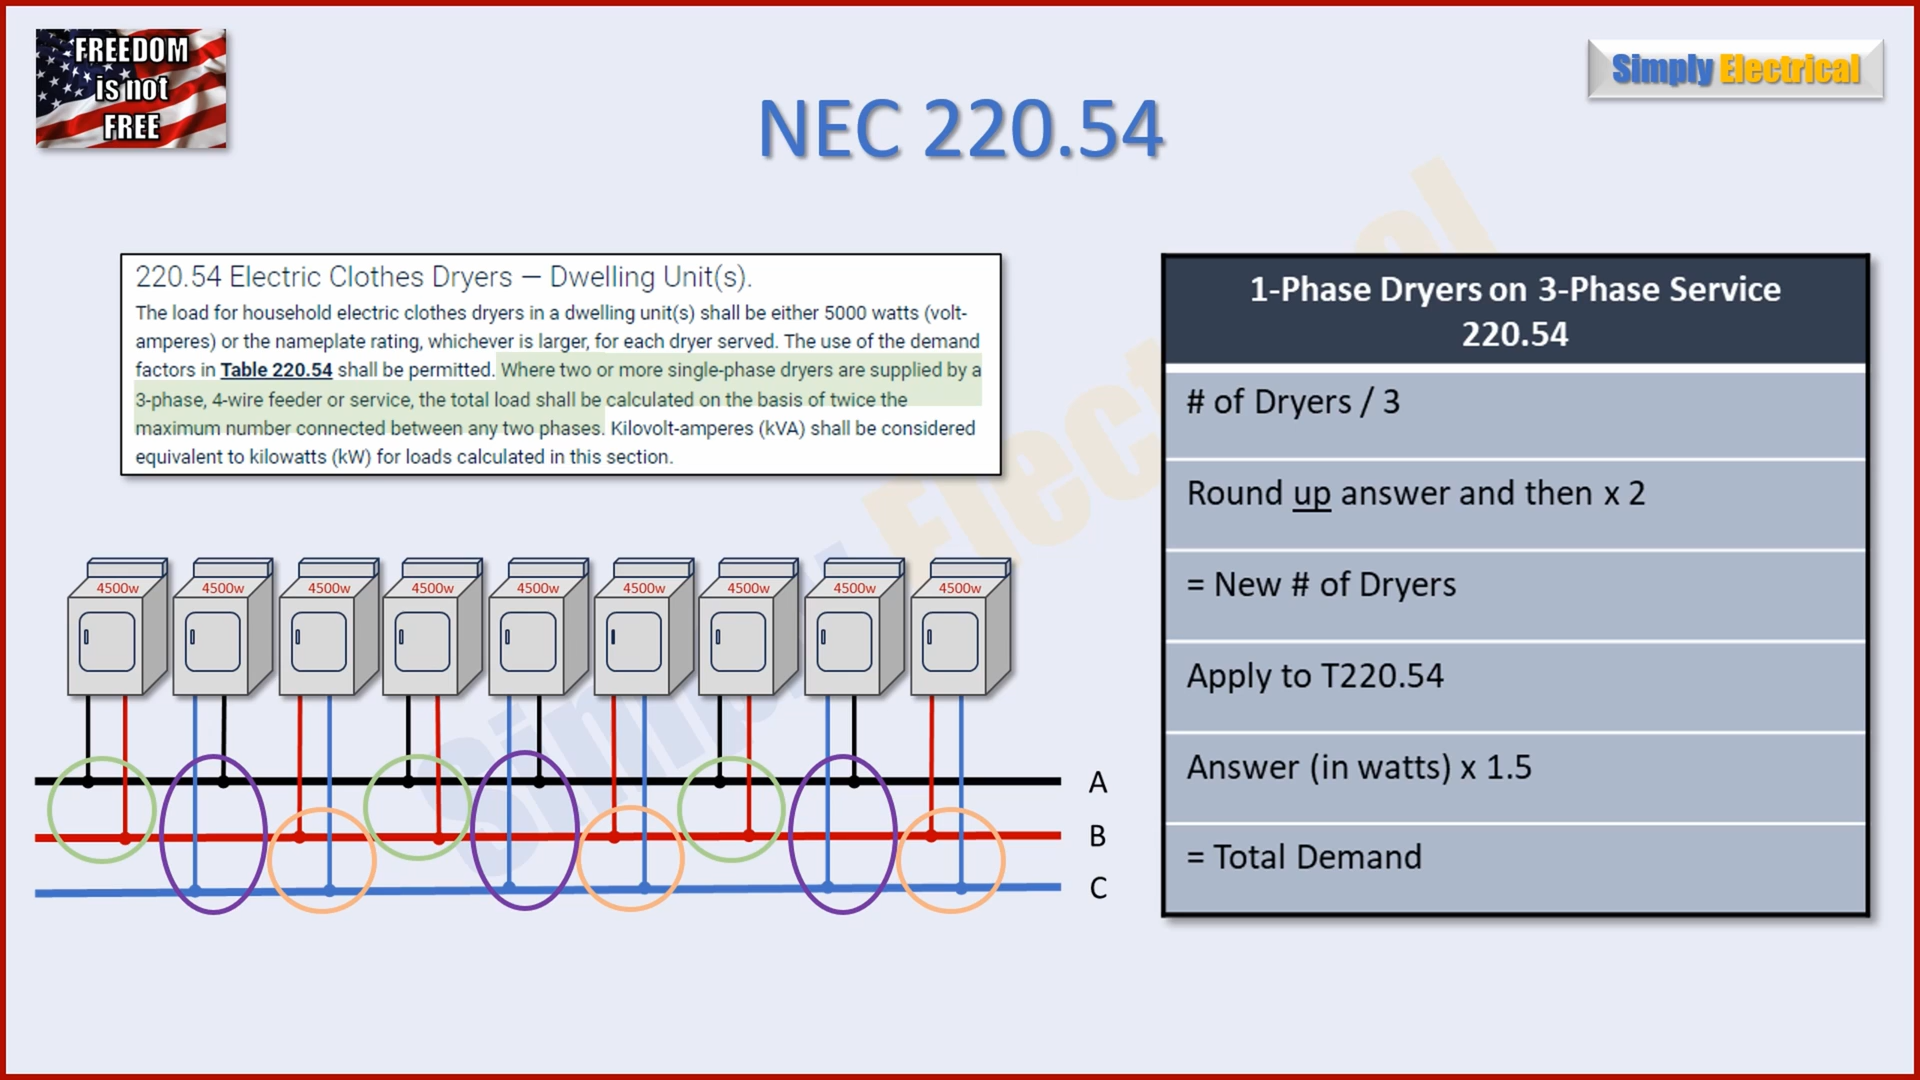 FREEDOM
is not
FREE
Simply Electrical
NEC 220.54
220.54 Electric Clothes Dryers — Dwelling Unit(s).
The load for household electric clothes dryers in a dwelling unit(s) shall be either 5000 watts (volt-
amperes) or the nameplate rating, whichever is larger, for each dryer served. The use of the demand
factors in Table 220.54 shall be permitted. Where two or more single-phase dryers are supplied by a
3-phase, 4-wire feeder or service, the total load shall be calculated on the basis of twice the
maximum number connected between any two phases. Kilovolt-amperes (kVA) shall be considered
equivalent to kilowatts (kW) for loads calculated in this section.
4500w 4500w 4500w 4500w 4500w 4500w 4500w 4500w 4500w
A
B
C
1-Phase Dryers on 3-Phase Service
220.54
# of Dryers / 3
Round up answer and then x 2
= New # of Dryers
Apply to T220.54
Answer (in watts) x 1.5
= Total Demand
Simply Electrical